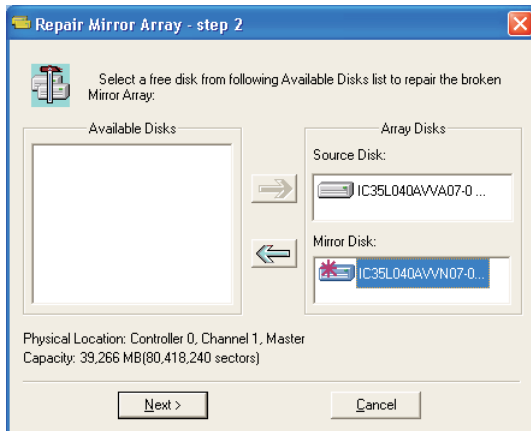 Repair Mirror Array - step 2
Select a free disk from following Available Disks list to repair the broken
Mirror Array:
Available Disks
Array Disks
Source Disk:
IC35L040AVVA07-0 ...
Mirror Disk:
IC35L040AVVN07-0...
Physical Location: Controller 0, Channel 1, Master
Capacity: 39,266 MB(80,418,240 sectors)
Next >
Cancel